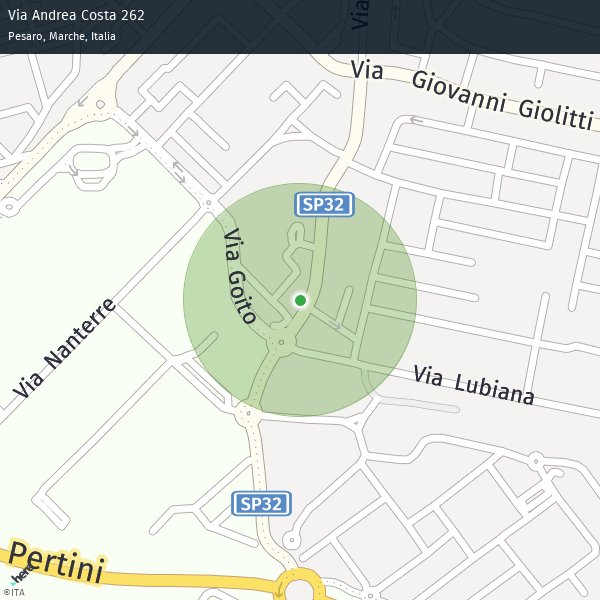 Via Andrea Costa 262
Pesaro, Marche, Italia
Via
Via Giovanni Giolitti
SP32
Via Goito
Via Nanterre
Via Lubiana
SP32
Pertini
here
©ITA